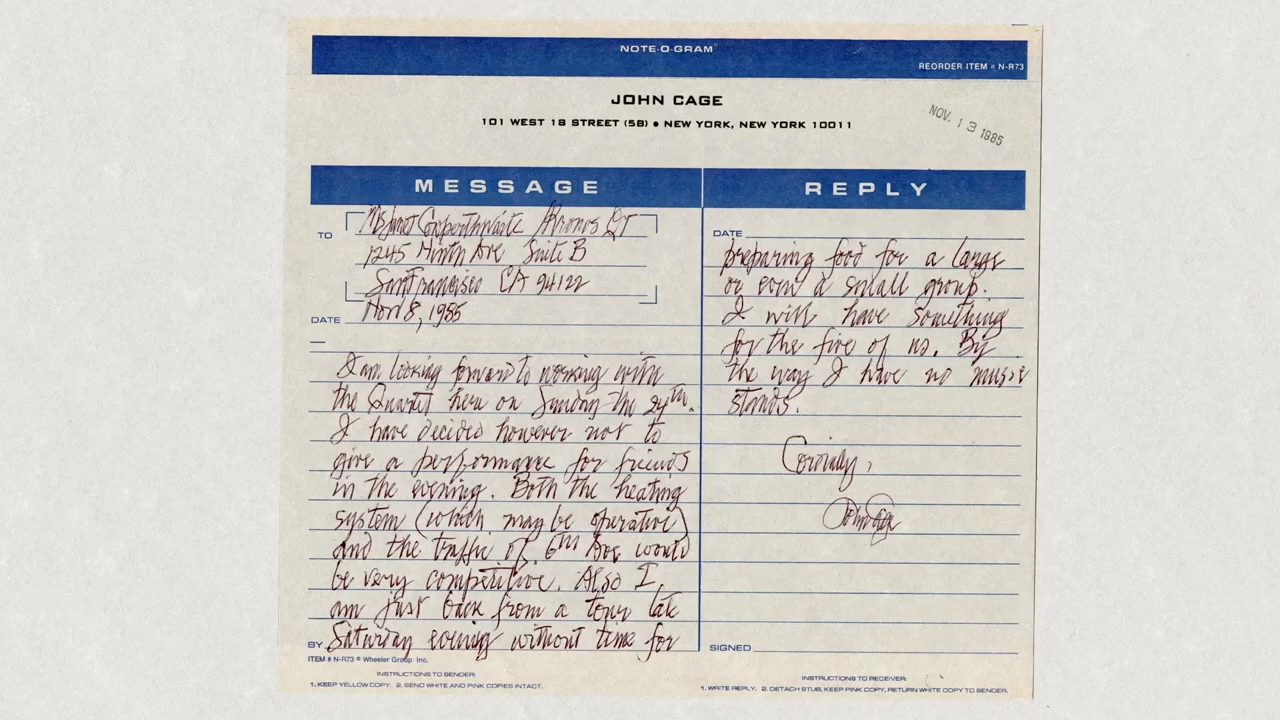 NOTE-O-GRAM
REORDER ITEM # N-R73
JOHN CAGE
101 WEST 18 STREET (5B) ● NEW YORK, NEW YORK 10011
NOV. 13 1985
MESSAGE
TO
Ms Janet Cowperthwaite Kronos QT
1245 Ninth Ave Suite B
San Francisco CA 94122
DATE
Nov 8, 1985
I am looking forward to working with
the Quartet here on Sunday the 24th.
I have decided however not to
give a performance for friends
in the evening. Both the heating
system (which may be operative)
and the traffic of 6th Ave would
be very competitive. Also I
am just back from a tour late
BY Saturday evening without time for
ITEM # N-R73 © Wheeler Group Inc.
INSTRUCTIONS TO SENDER:
1. KEEP YELLOW COPY. 2. SEND WHITE AND PINK COPIES INTACT.
REPLY
DATE
preparing food for a large
or even a small group.
I will have something
for the five of us. By
the way I have no music
stands.
Cordially,
John Cage
SIGNED
INSTRUCTIONS TO RECEIVER:
1. WRITE REPLY. 2. DETACH STUB, KEEP PINK COPY, RETURN WHITE COPY TO SENDER.